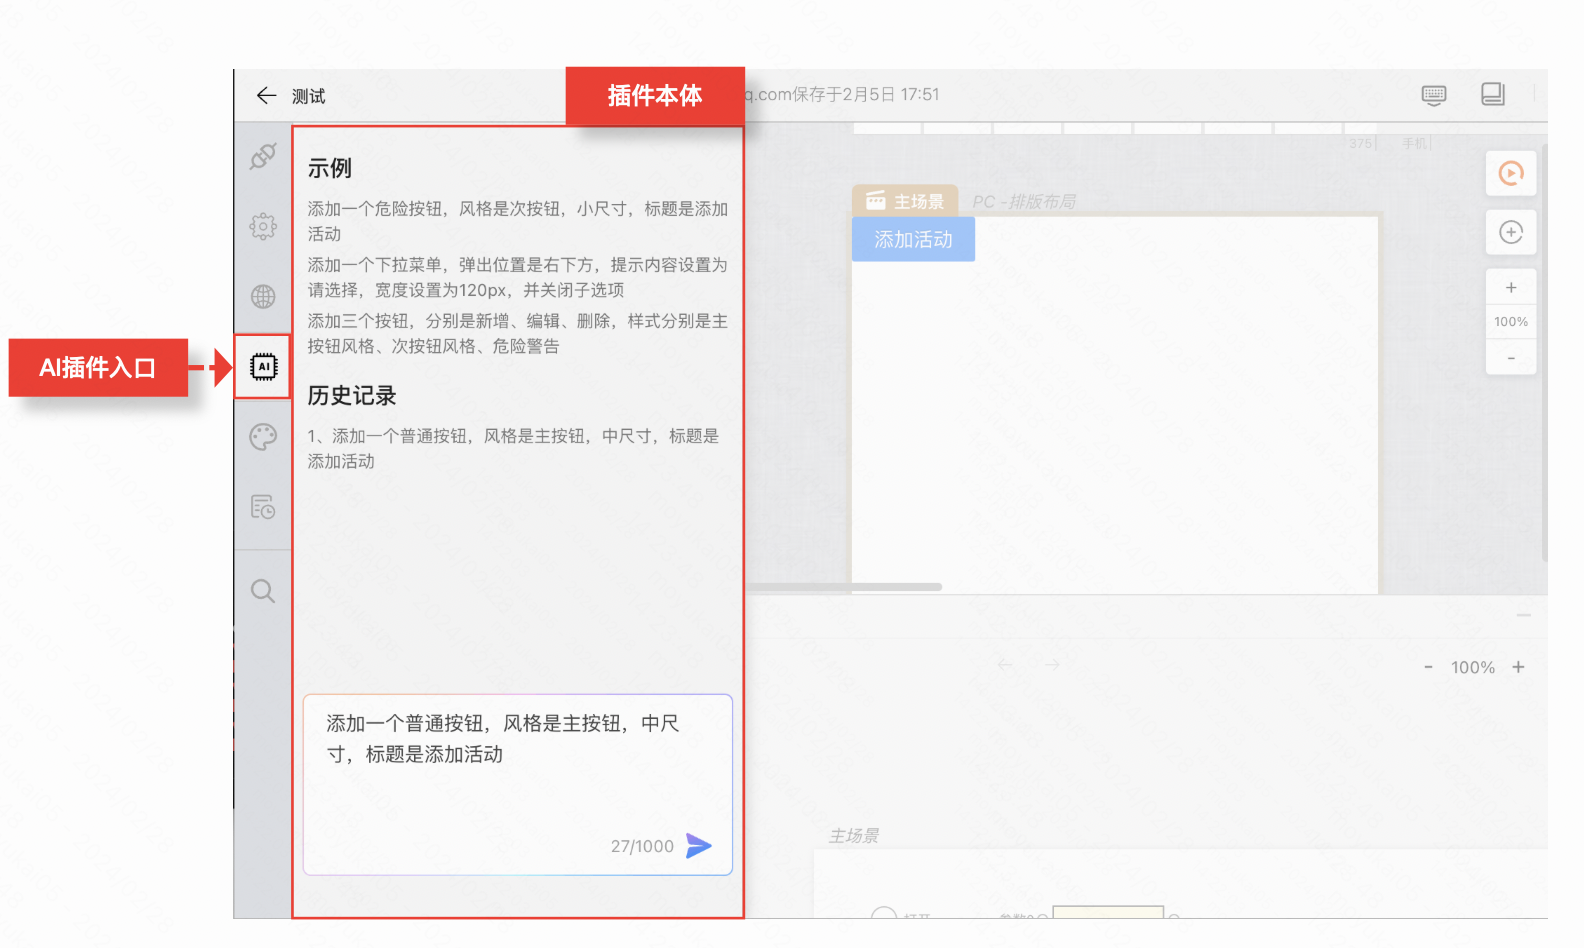 测试
插件本体
q.com保存于2月5日 17:51
375
手机
示例
添加一个危险按钮，风格是次按钮，小尺寸，标题是添加
活动
添加一个下拉菜单，弹出位置是右下方，提示内容设置为
请选择，宽度设置为120px，并关闭子选项
添加三个按钮，分别是新增、编辑、删除，样式分别是主
按钮风格、次按钮风格、危险警告
AI插件入口
AI
历史记录
1、添加一个普通按钮，风格是主按钮，中尺寸，标题是
添加活动
添加一个普通按钮，风格是主按钮，中尺
寸，标题是添加活动
27/1000
主场景
PC -排版布局
添加活动
+
100%
-
- 100% +
主场景
打开